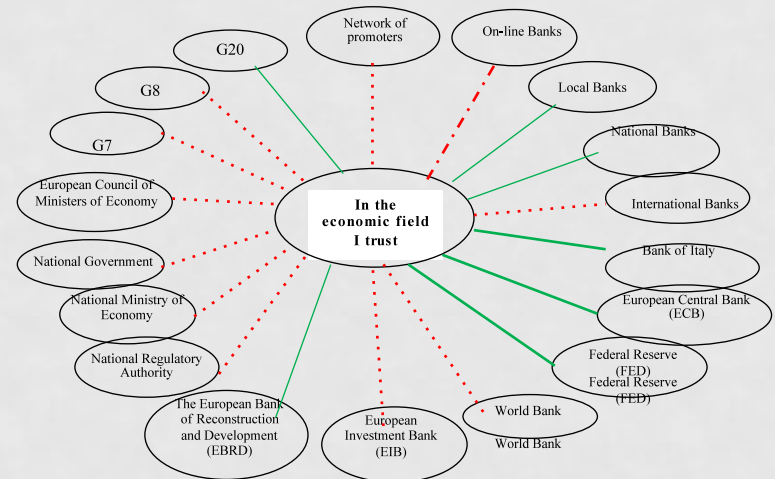 Network of
promoters
On-line Banks
G20
Local Banks
G8
National Banks
G7
European Council of
Ministers of Economy
In the
economic field
I trust
International Banks
National Government
Bank of Italy
National Ministry of
Economy
European Central Bank
(ECB)
National Regulatory
Authority
Federal Reserve
(FED)
Federal Reserve
(FED)
The European Bank
of Reconstruction
and Development
(EBRD)
European
Investment Bank
(EIB)
World Bank
World Bank